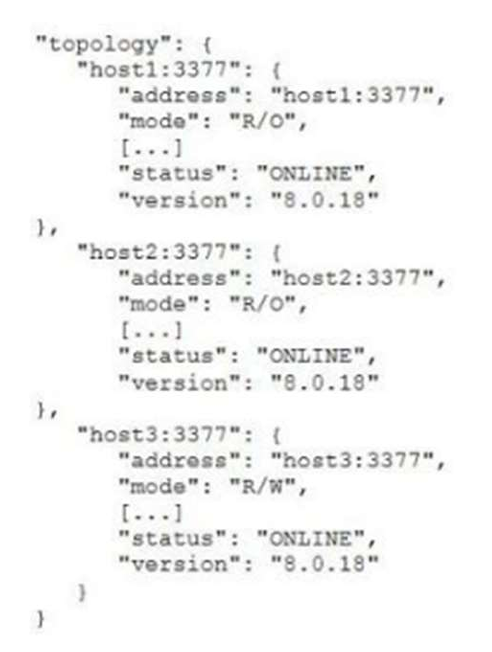 "topology": {
"host1:3377": {
"address": "host1:3377",
"mode": "R/O",
[...]
"status": "ONLINE",
"version": "8.0.18"
},
"host2:3377": {
"address": "host2:3377",
"mode": "R/O",
[...]
"status": "ONLINE",
"version": "8.0.18"
},
"host3:3377": {
"address": "host3:3377",
"mode": "R/W",
[...]
"status": "ONLINE",
"version": "8.0.18"
}
}